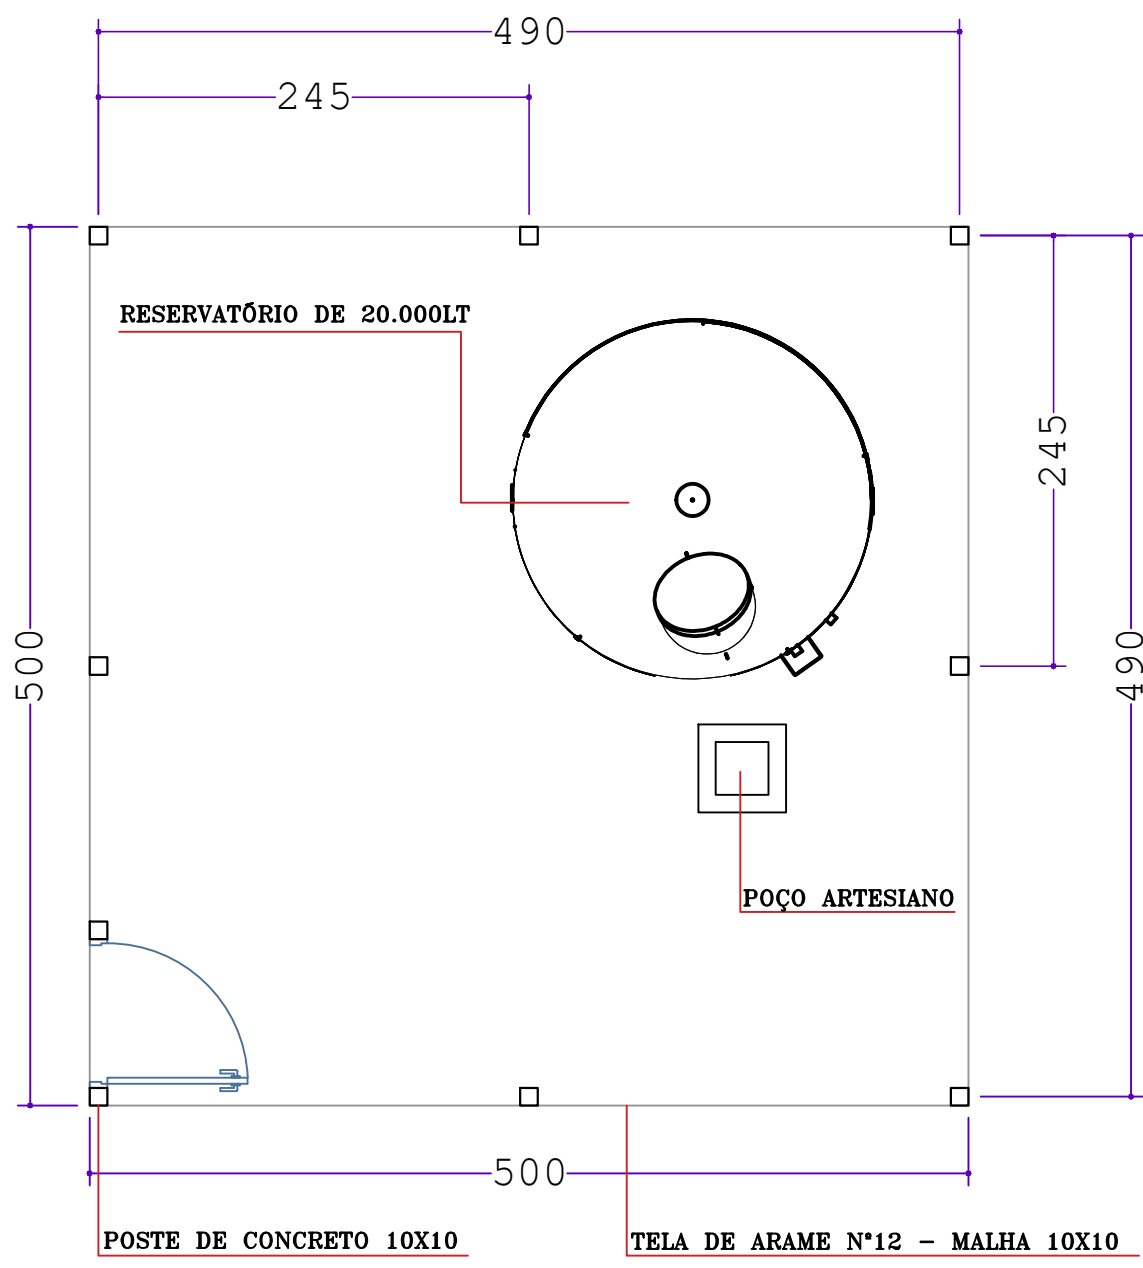 490
245
RESERVATÓRIO DE 20.000LT
245
500
490
POÇO ARTESIANO
500
POSTE DE CONCRETO 10X10
TELA DE ARAME Nº12 - MALHA 10X10